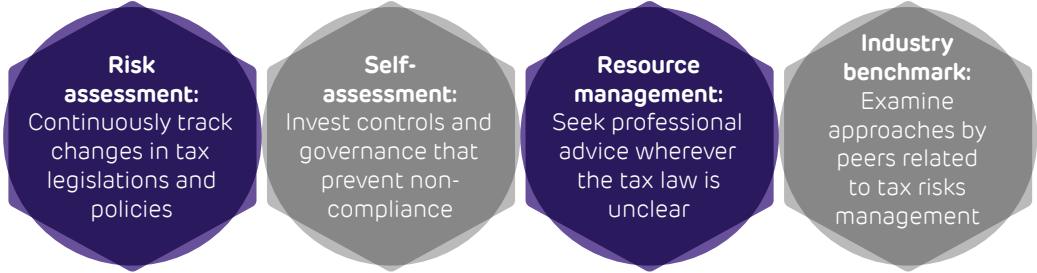 Risk
assessment:
Continuously track
changes in tax
legislations and
policies
Self-
assessment:
Invest controls and
governance that
prevent non-
compliance
Resource
management:
Seek professional
advice wherever
the tax law is
unclear
Industry
benchmark:
Examine
approaches by
peers related
to tax risks
management